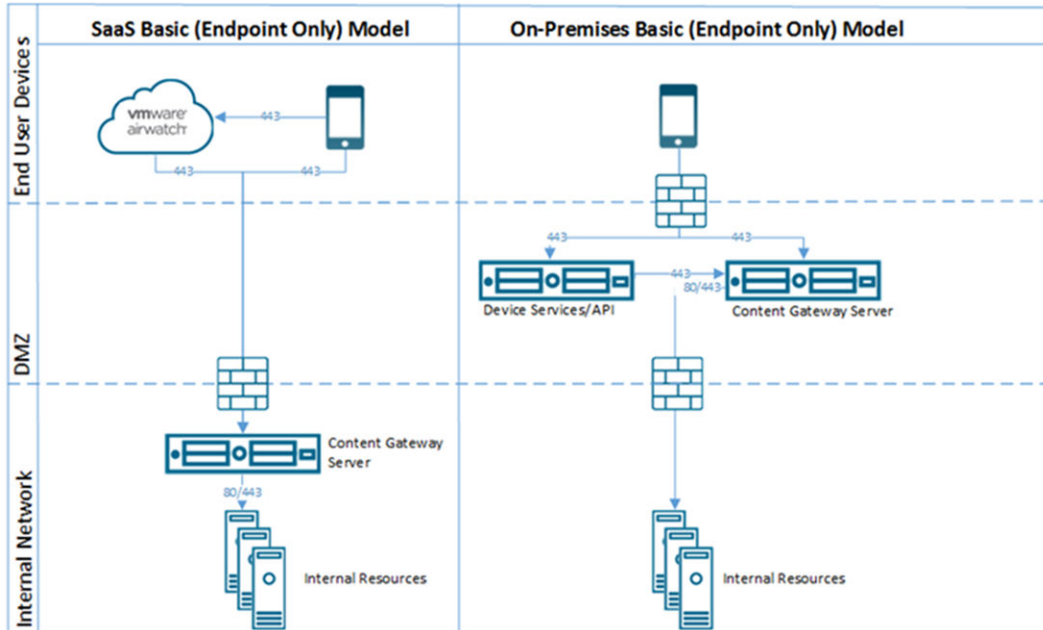 SaaS Basic (Endpoint Only) Model
On-Premises Basic (Endpoint Only) Model
End User Devices
vmware
airwatch
443
443
443
DMZ
443
443
443
80/443
Device Services/API
Content Gateway Server
Internal Network
Content Gateway
Server
80/443
Internal Resources
Internal Resources